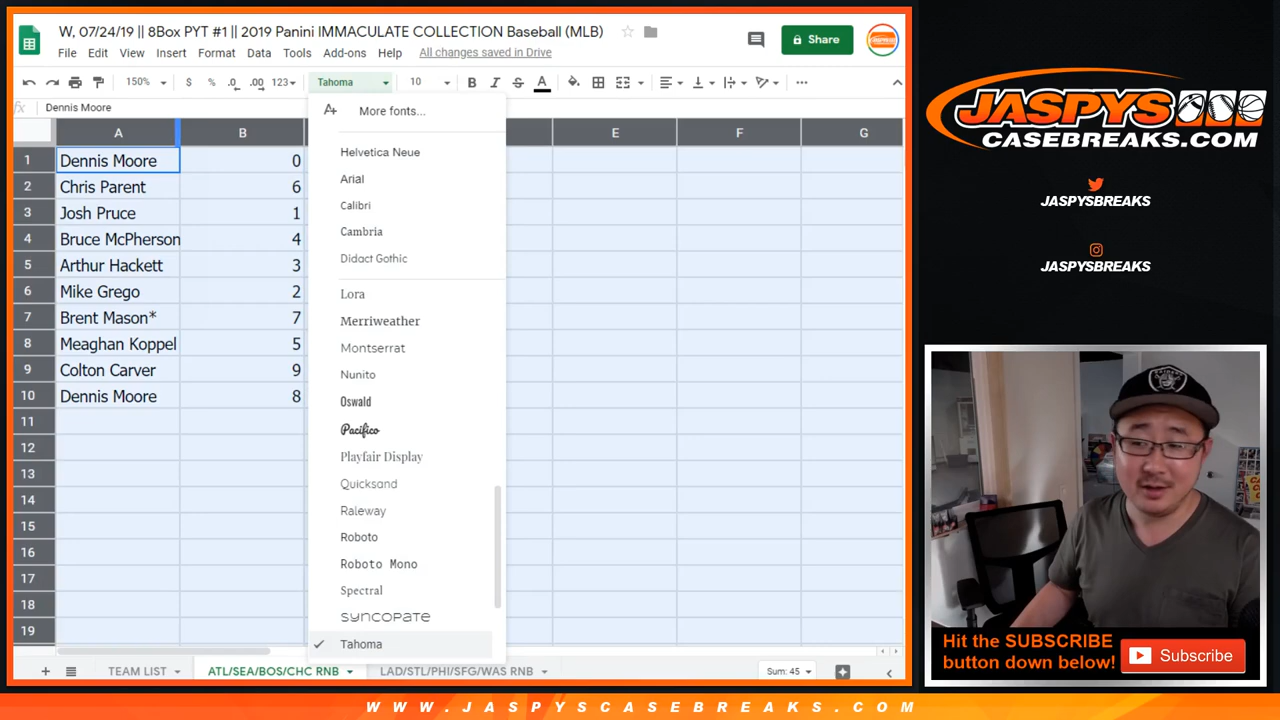 W, 07/24/19 || 8Box PYT #1 || 2019 Panini IMMACULATE COLLECTION Baseball (MLB)
File Edit View Insert Format Data Tools Add-ons Help All changes saved in Drive
Share
150% $ % .0 .00 123 Tahoma 10 B I S A
fx Dennis Moore
A B E F G
1 Dennis Moore 0
2 Chris Parent 6
3 Josh Pruce 1
4 Bruce McPherson 4
5 Arthur Hackett 3
6 Mike Grego 2
7 Brent Mason* 7
8 Meaghan Koppel 5
9 Colton Carver 9
10 Dennis Moore 8
11
12
13
14
15
16
17
18
19
More fonts...
Helvetica Neue
Arial
Calibri
Cambria
Didact Gothic
Lora
Merriweather
Montserrat
Nunito
Oswald
Pacifico
Playfair Display
Quicksand
Raleway
Roboto
Roboto Mono
Spectral
Syncopate
Tahoma
TEAM LIST ATL/SEA/BOS/CHC RNB LAD/STL/PHI/SFG/WAS RNB Sum: 45
JASPYS
CASEBREAKS.COM
JASPYSBREAKS
JASPYSBREAKS
Hit the SUBSCRIBE
button down below!
Subscribe
WWW.JASPYSCASEBREAKS.COM